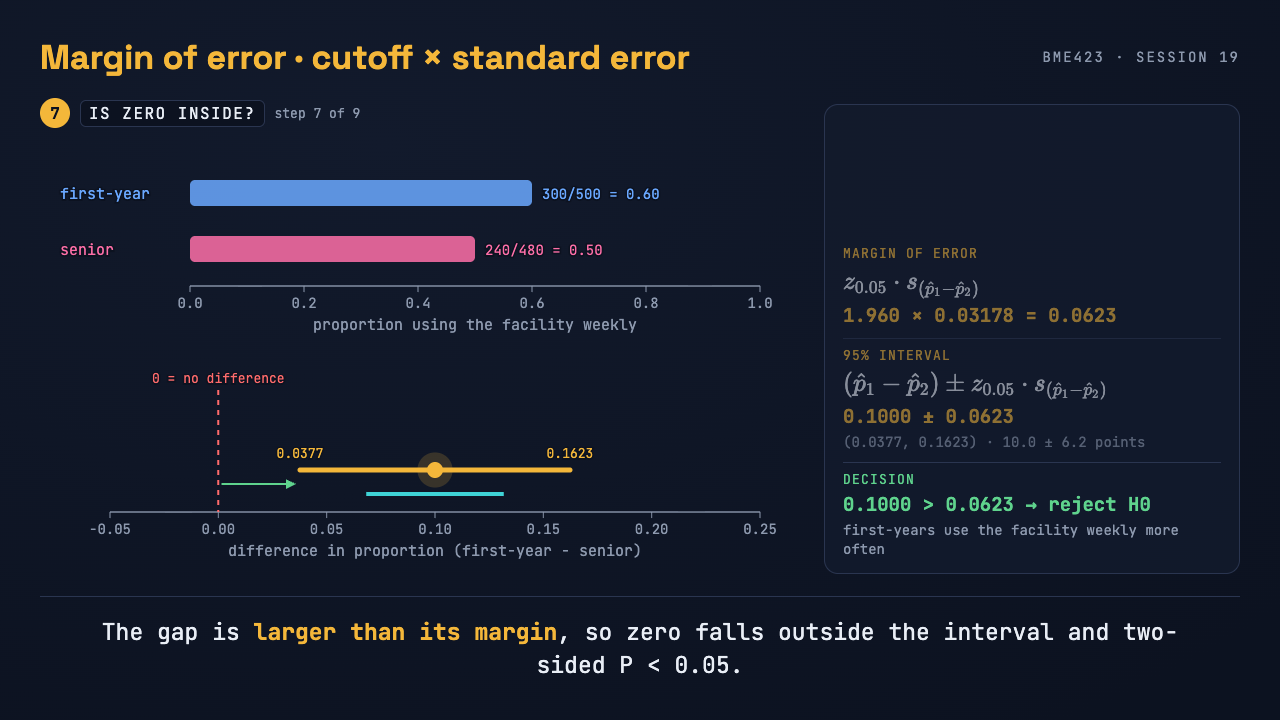 Margin of error · cutoff × standard error
BME423 · SESSION 19
7 IS ZERO INSIDE? step 7 of 9
first-year 300/500 = 0.60
senior 240/480 = 0.50
0.0 0.2 0.4 0.6 0.8 1.0
proportion using the facility weekly
0 = no difference
0.0377 0.1623
-0.05 0.00 0.05 0.10 0.15 0.20 0.25
difference in proportion (first-year - senior)
MARGIN OF ERROR
z₀.₀₅ · s₍p̂₁−p̂₂₎
1.960 × 0.03178 = 0.0623
95% INTERVAL
(p̂₁ − p̂₂) ± z₀.₀₅ · s₍p̂₁−p̂₂₎
0.1000 ± 0.0623
(0.0377, 0.1623) · 10.0 ± 6.2 points
DECISION
0.1000 > 0.0623 → reject H0
first-years use the facility weekly more
often
The gap is larger than its margin, so zero falls outside the interval and two-
sided P < 0.05.